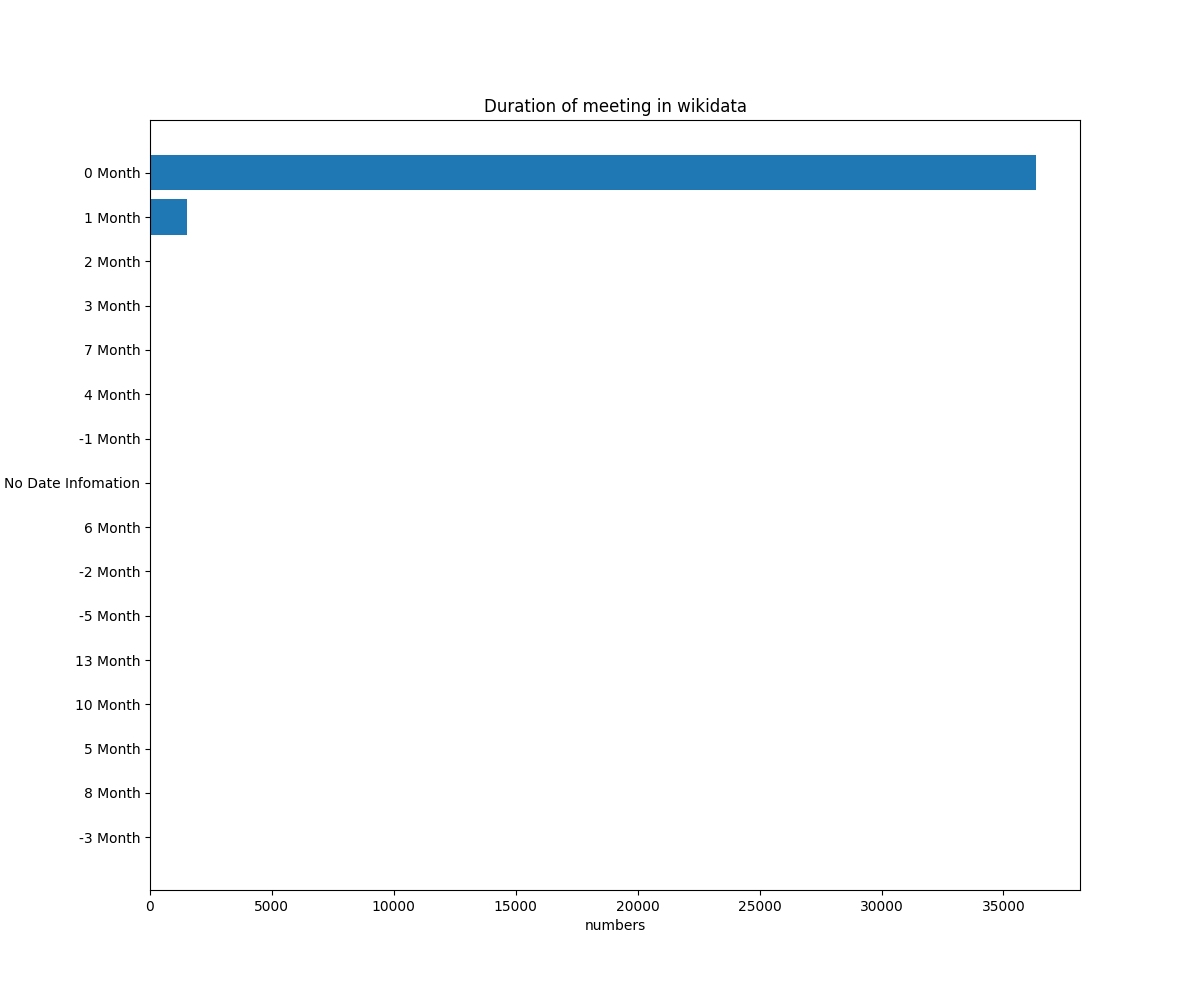 Duration of meeting in wikidata
0 Month
1 Month
2 Month
3 Month
7 Month
4 Month
-1 Month
No Date Infomation
6 Month
-2 Month
-5 Month
13 Month
10 Month
5 Month
8 Month
-3 Month
0 5000 10000 15000 20000 25000 30000 35000
numbers